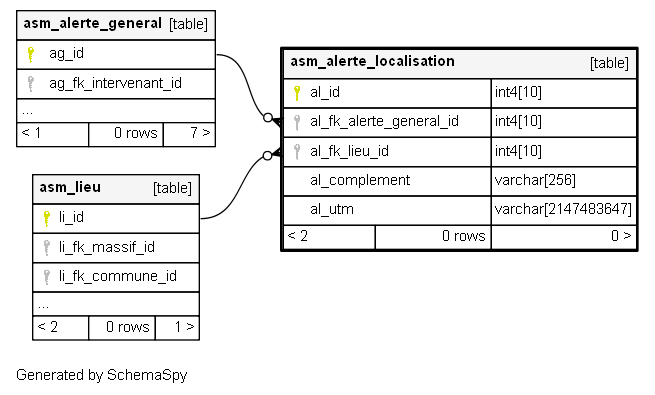 asm_alerte_general [table]
ag_id
ag_fk_intervenant_id
...
< 1 0 rows 7 >
asm_alerte_localisation [table]
al_id int4[10]
al_fk_alerte_general_id int4[10]
al_fk_lieu_id int4[10]
al_complement varchar[256]
al_utm varchar[2147483647]
< 2 0 rows 0 >
asm_lieu [table]
li_id
li_fk_massif_id
li_fk_commune_id
...
< 2 0 rows 1 >
Generated by SchemaSpy